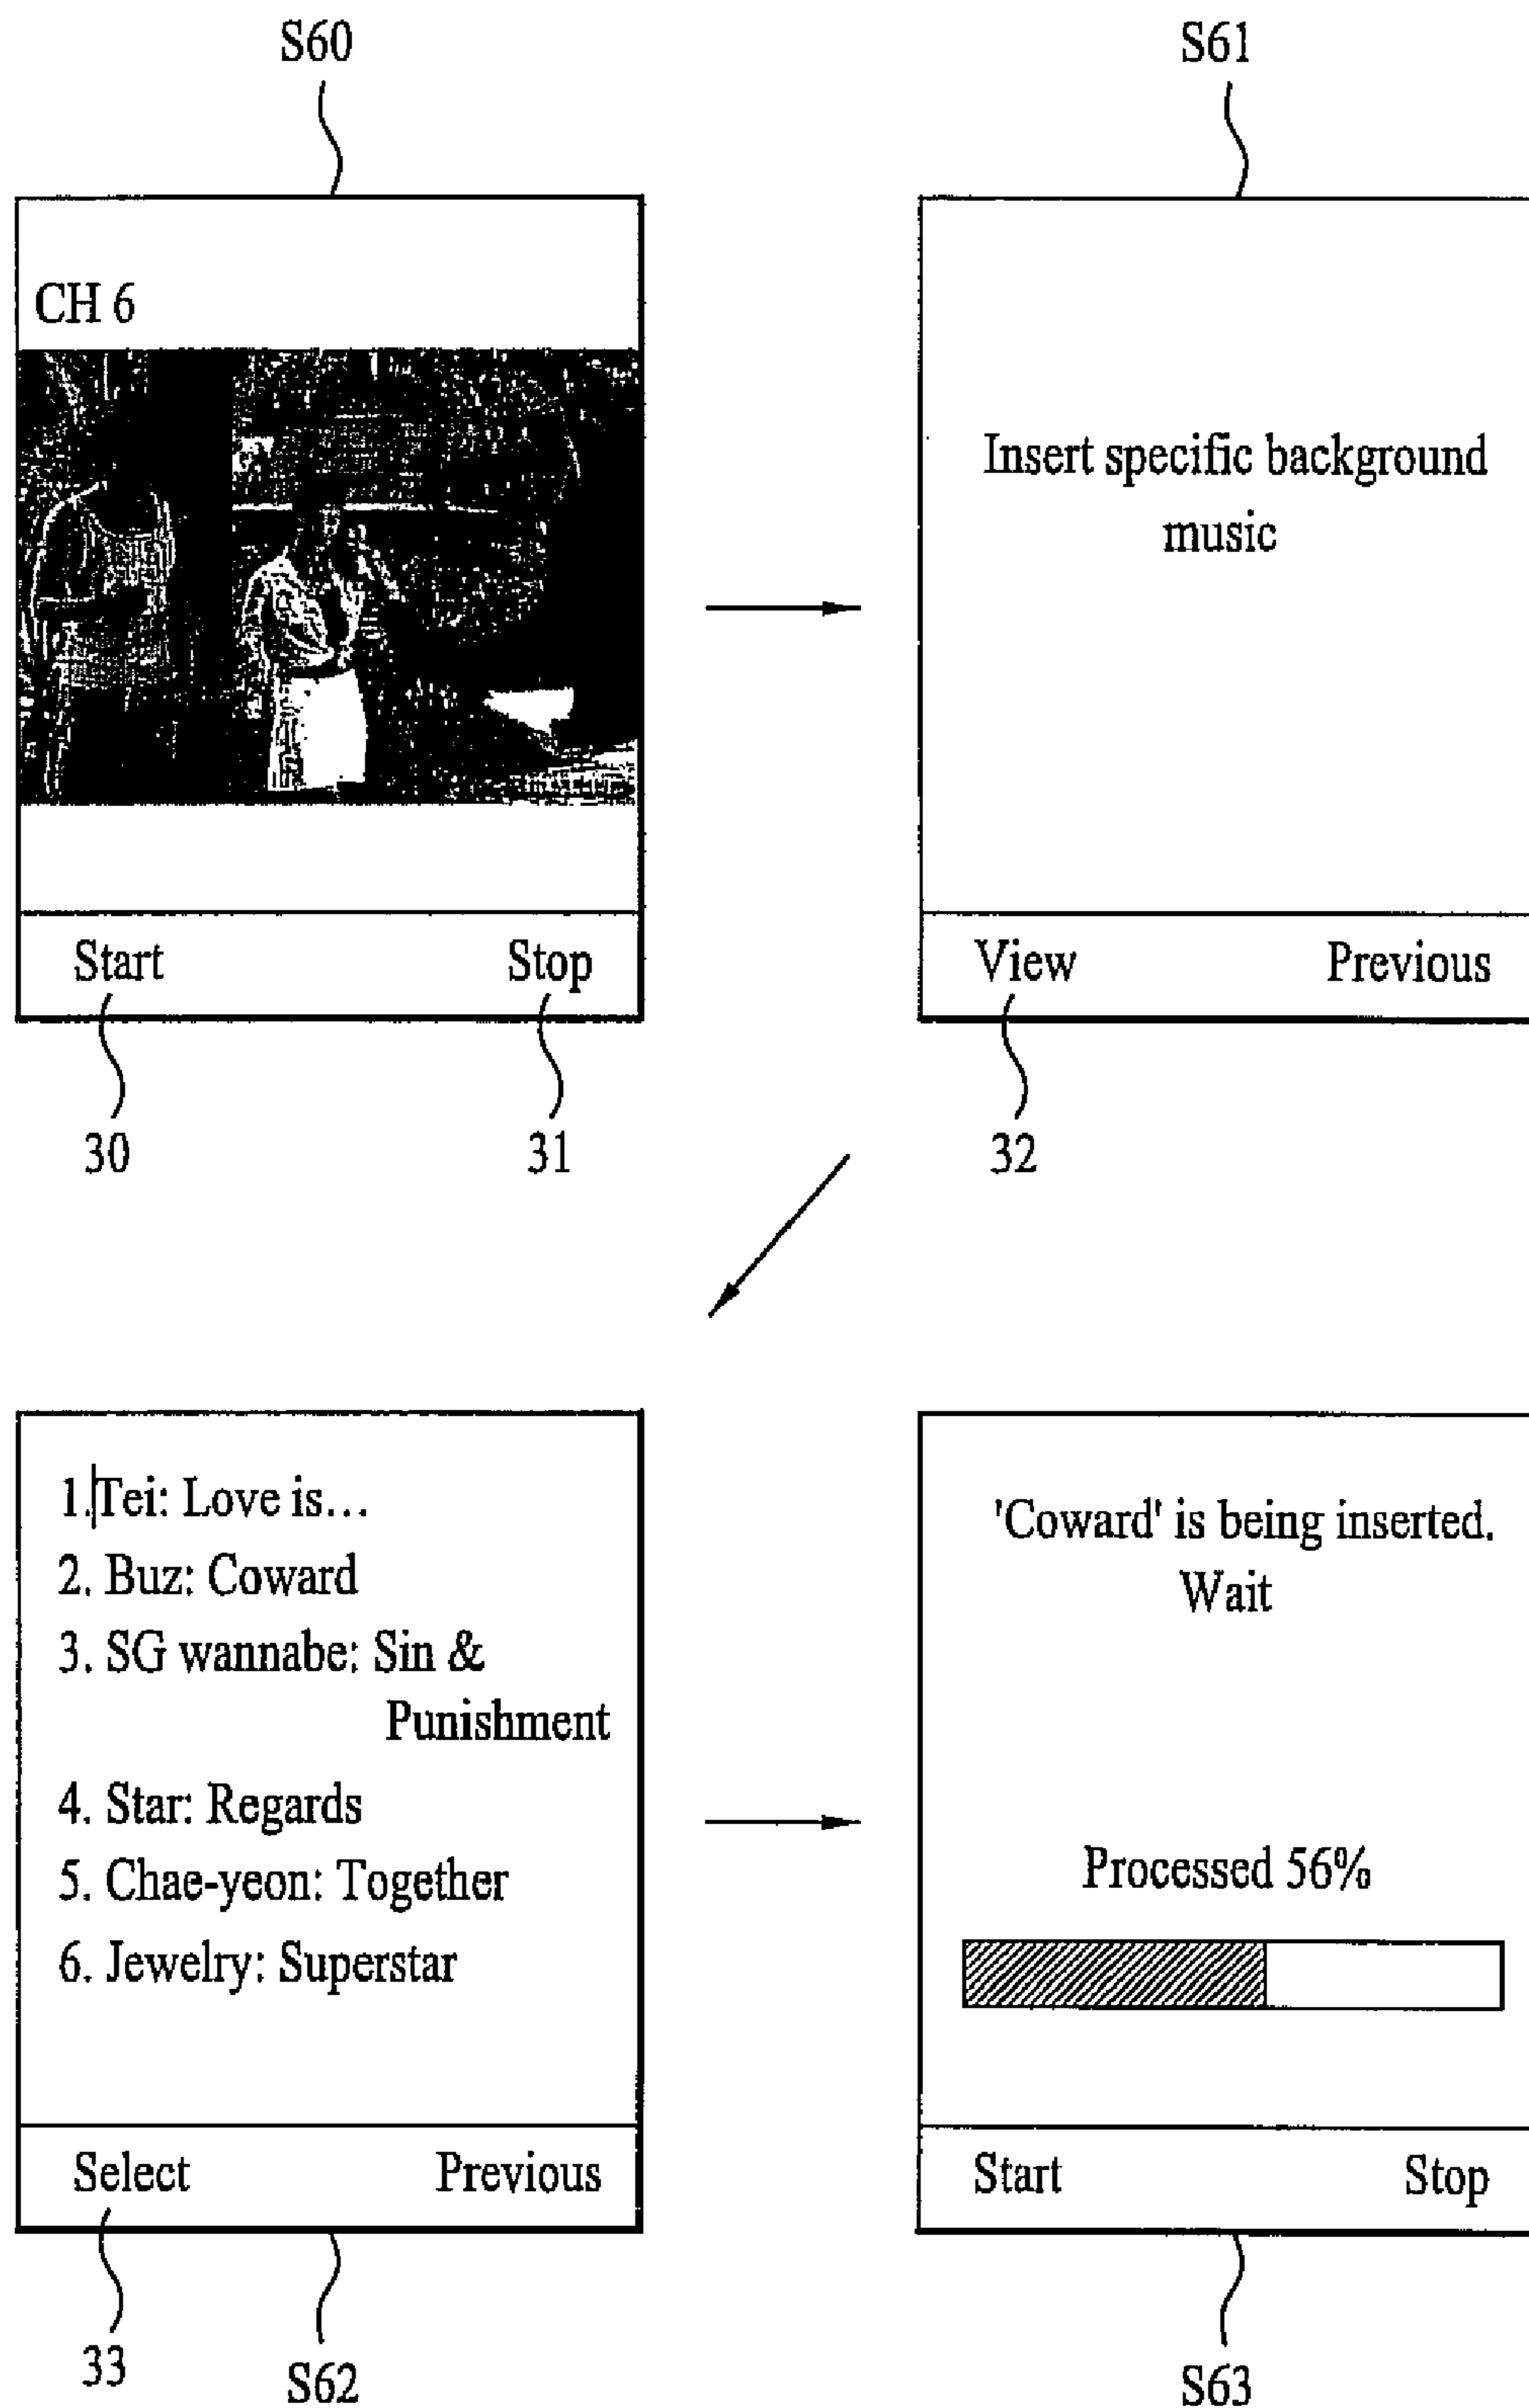 S60
S61
CH 6
Insert specific background
music
Start
Stop
View
Previous
30
31
32
1.Tei: Love is...
2. Buz: Coward
3. SG wannabe: Sin &
Punishment
4. Star: Regards
5. Chae-yeon: Together
6. Jewelry: Superstar
'Coward' is being inserted.
Wait
Processed 56%
Select
Previous
Start
Stop
33
S62
S63